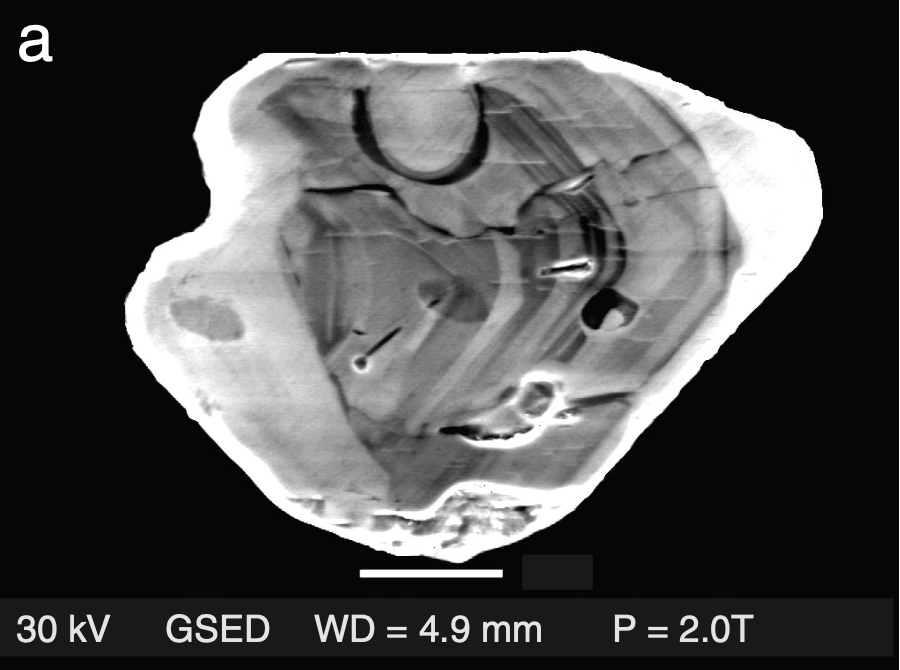 a
30 kV GSED WD = 4.9 mm P = 2.0T